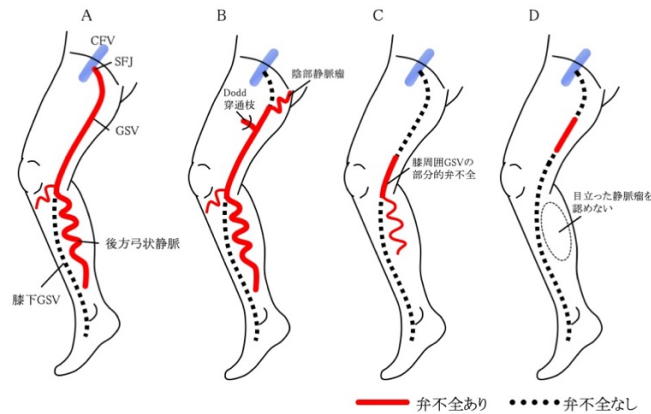 A
B
C
D
CFV
SFJ
GSV
後方弓状静脈
膝下GSV
Dodd
穿通枝
陰部静脈瘤
膝周囲GSVの
部分的弁不全
目立った静脈瘤を
認めない
弁不全あり
弁不全なし